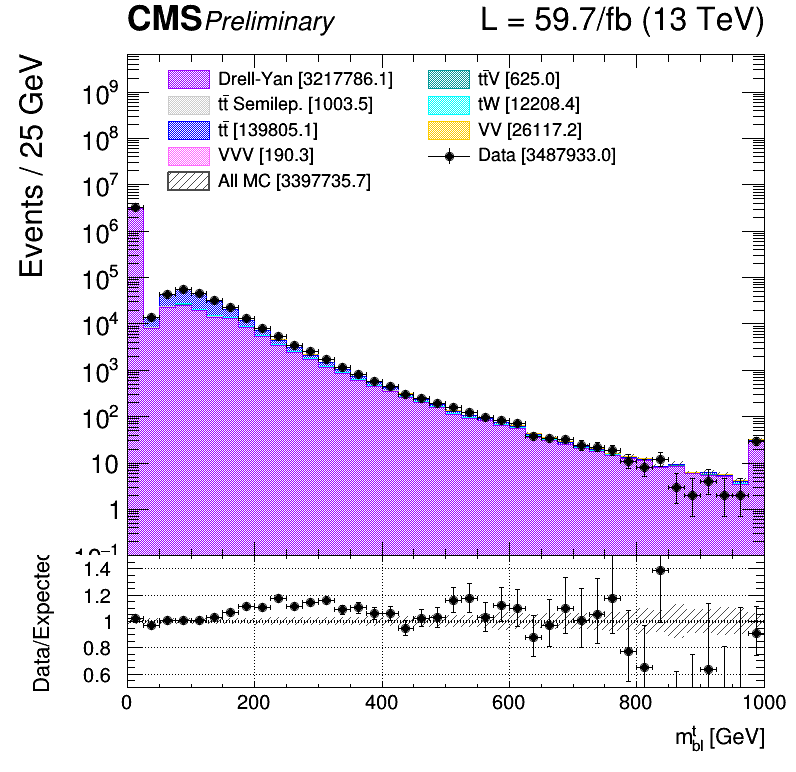 CMS Preliminary L = 59.7/fb (13 TeV)
Events / 25 GeV
Drell-Yan [3217786.1]
tt̄ Semilep. [1003.5]
tt̄ [139805.1]
VVV [190.3]
All MC [3397735.7]
tt̄V [625.0]
tW [12208.4]
VV [26117.2]
Data [3487933.0]
10⁹
10⁸
10⁷
10⁶
10⁵
10⁴
10³
10²
10
1
10⁻¹
Data/Expected
1.4
1.2
1
0.8
0.6
0 200 400 600 800 1000
mᵗbl [GeV]